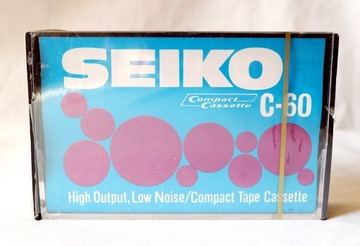 SEIKO
Compact
Cassette
C-60
High Output, Low Noise/Compact Tape Cassette